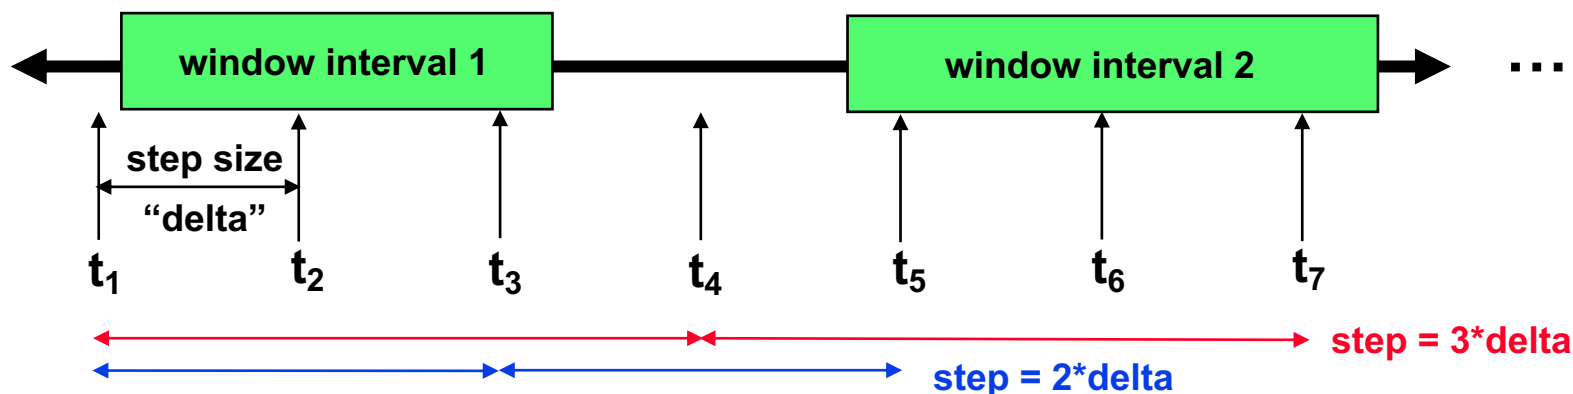 window interval 1
window interval 2
...
step size
“delta”
t1 t2 t3 t4 t5 t6 t7
step = 3*delta
step = 2*delta